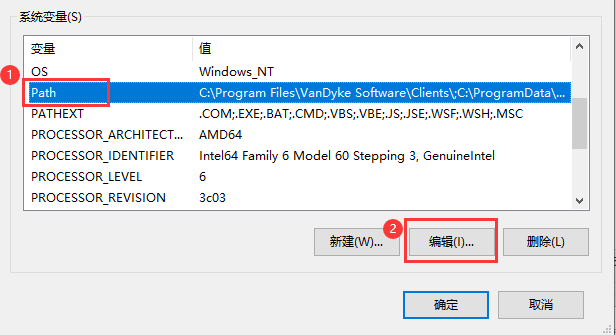 系统变量(S)
变量 值
OS Windows_NT
1 Path C:\Program Files\VanDyke Software\Clients\;C:\ProgramData\...
PATHEXT .COM;.EXE;.BAT;.CMD;.VBS;.VBE;.JS;.JSE;.WSF;.WSH;.MSC
PROCESSOR_ARCHITECT... AMD64
PROCESSOR_IDENTIFIER Intel64 Family 6 Model 60 Stepping 3, GenuineIntel
PROCESSOR_LEVEL 6
PROCESSOR_REVISION 3c03
新建(W)... 2 编辑(I)... 删除(L)
确定 取消